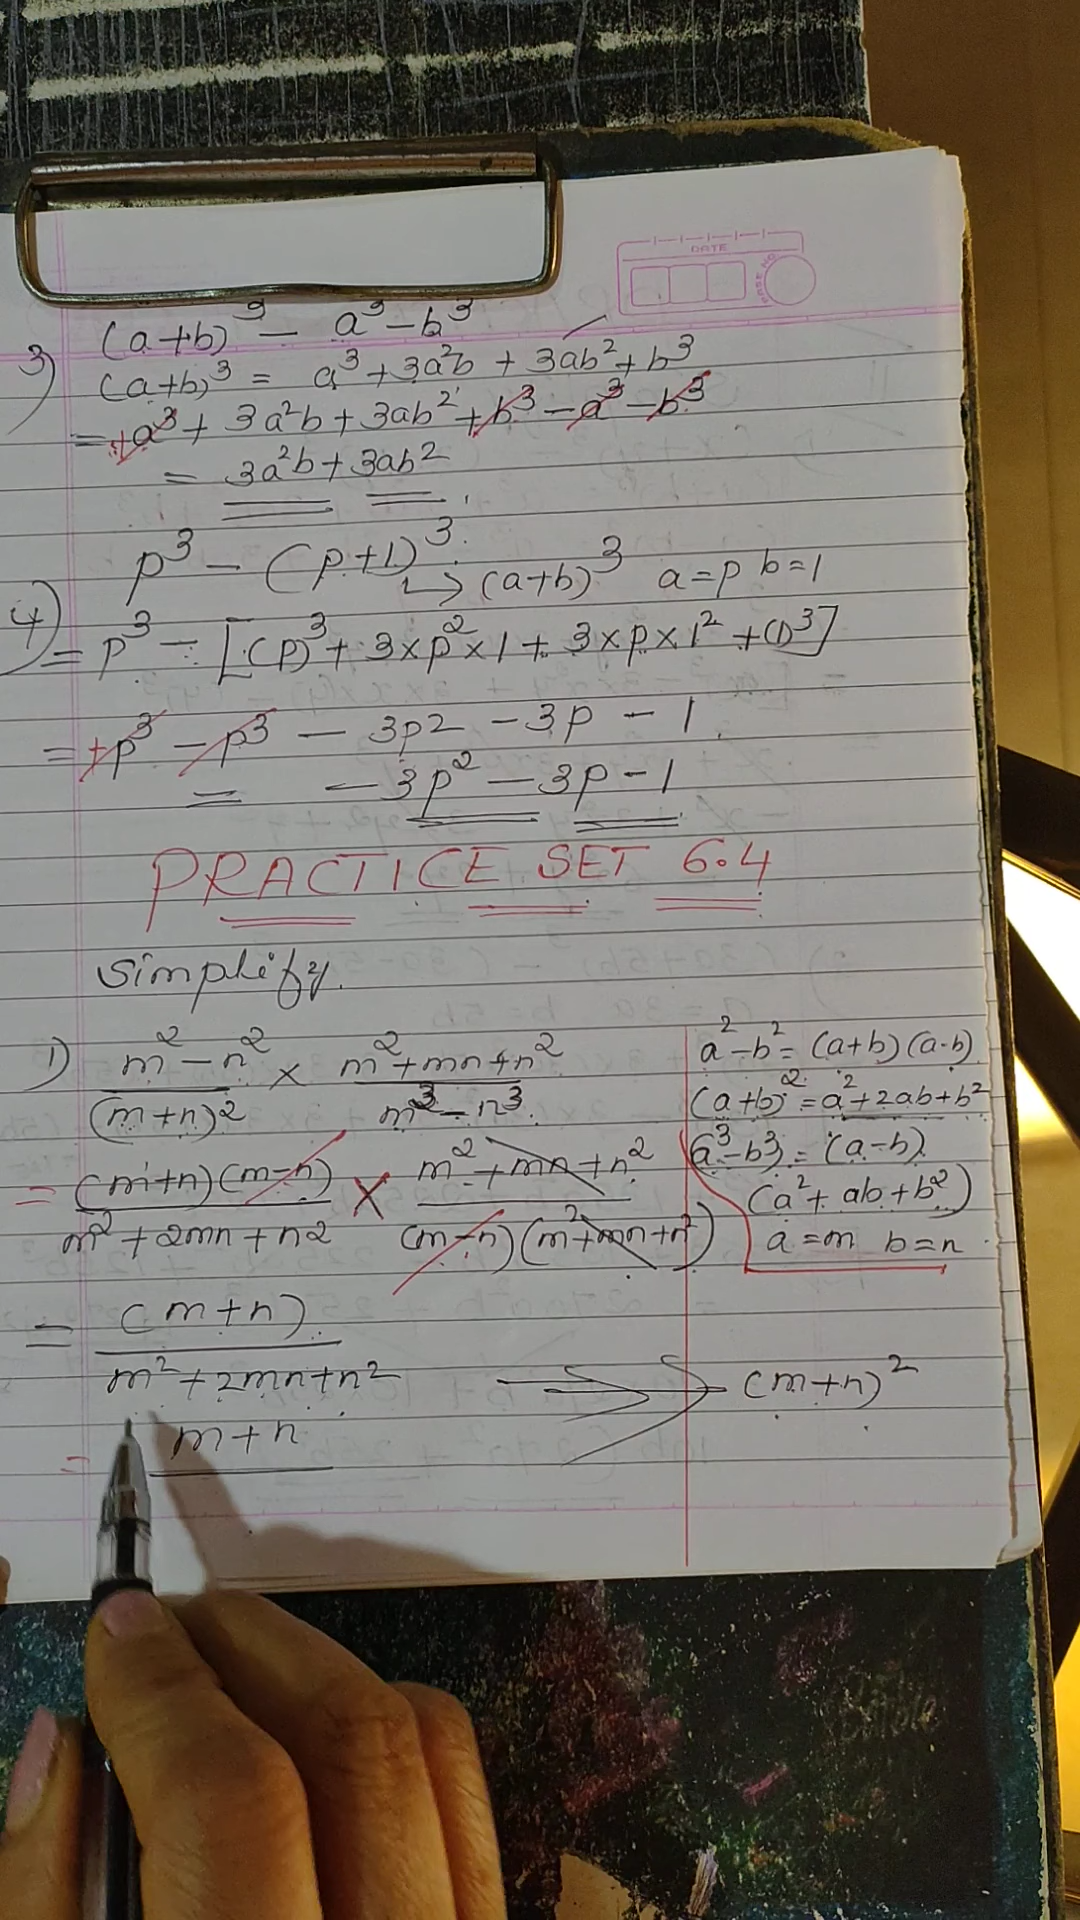 DATE
(a+b)³ – a³ – b³
3) (a+b)³ = a³ + 3a²b + 3ab² + b³
= +a³ + 3a²b + 3ab² + b³ – a³ – b³
= 3a²b + 3ab²
p³ – (p+1)³.
↳ (a+b)³ a = p b = 1
4) = p³ – [(p)³ + 3×p²×1 + 3×p×1² + (1)³]
= +p³ – p³ – 3p2 – 3p – 1
= – 3p² – 3p – 1
PRACTICE SET 6.4
Simplify.
1) m² – n² / (m+n)2 × m² + mn + n² / m³ – n³.
= (m+n)(m–n) / m² + 2mn + n2 × m² + mn + n² / (m–n)(m² + mn + n²)
= (m+n) / m² + 2mn + n² → (m+n)²
= m + n
a² – b² = (a+b)(a-b)
(a+b)² = a² + 2ab + b²
a³ – b³ = (a–b)
(a² + ab + b²)
a = m b = n